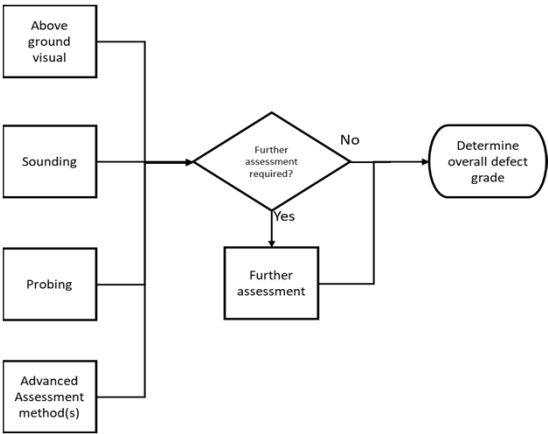 Above
ground
visual
Sounding
Probing
Advanced
Assessment
method(s)
Further
assessment
required?
No
Yes
Further
assessment
Determine
overall defect
grade